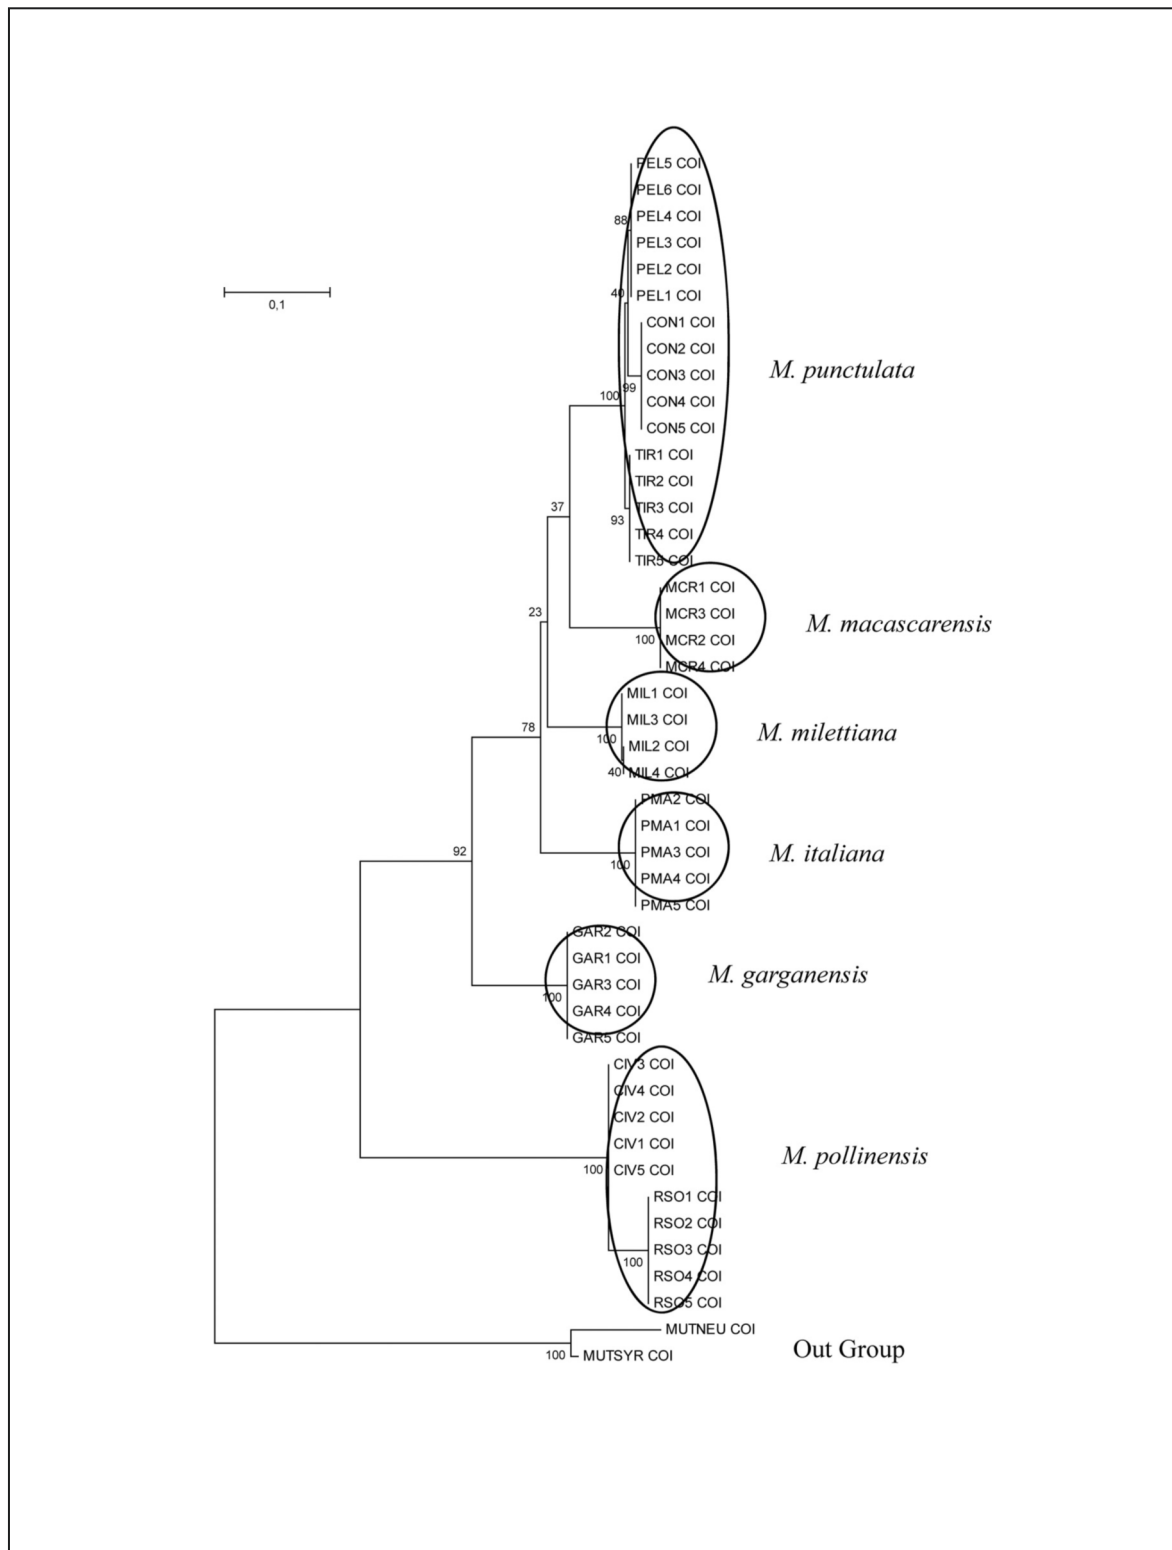 PEL5 COI
PEL6 COI
88
PEL4 COI
PEL3 COI
PEL2 COI
40
PEL1 COI
0,1
CON1 COI
CON2 COI
M. punctulata
CON3 COI
99
100
CON4 COI
CON5 COI
TIR1 COI
TIR2 COI
37
TIR3 COI
93
TIR4 COI
TIR5 COI
MCR1 COI
23
MCR3 COI
M. macascarensis
100
MCR2 COI
MCR4 COI
MIL1 COI
78
MIL3 COI
M. milettiana
100
MIL2 COI
40
MIL4 COI
PMA2 COI
PMA1 COI
92
PMA3 COI
M. italiana
100
PMA4 COI
PMA5 COI
GAR2 COI
GAR1 COI
M. garganensis
GAR3 COI
100
GAR4 COI
GAR5 COI
CIV3 COI
CIV4 COI
CIV2 COI
CIV1 COI
M. pollinensis
100
CIV5 COI
RSO1 COI
RSO2 COI
RSO3 COI
100
RSO4 COI
RSO5 COI
MUTNEU COI
Out Group
100
MUTSYR COI